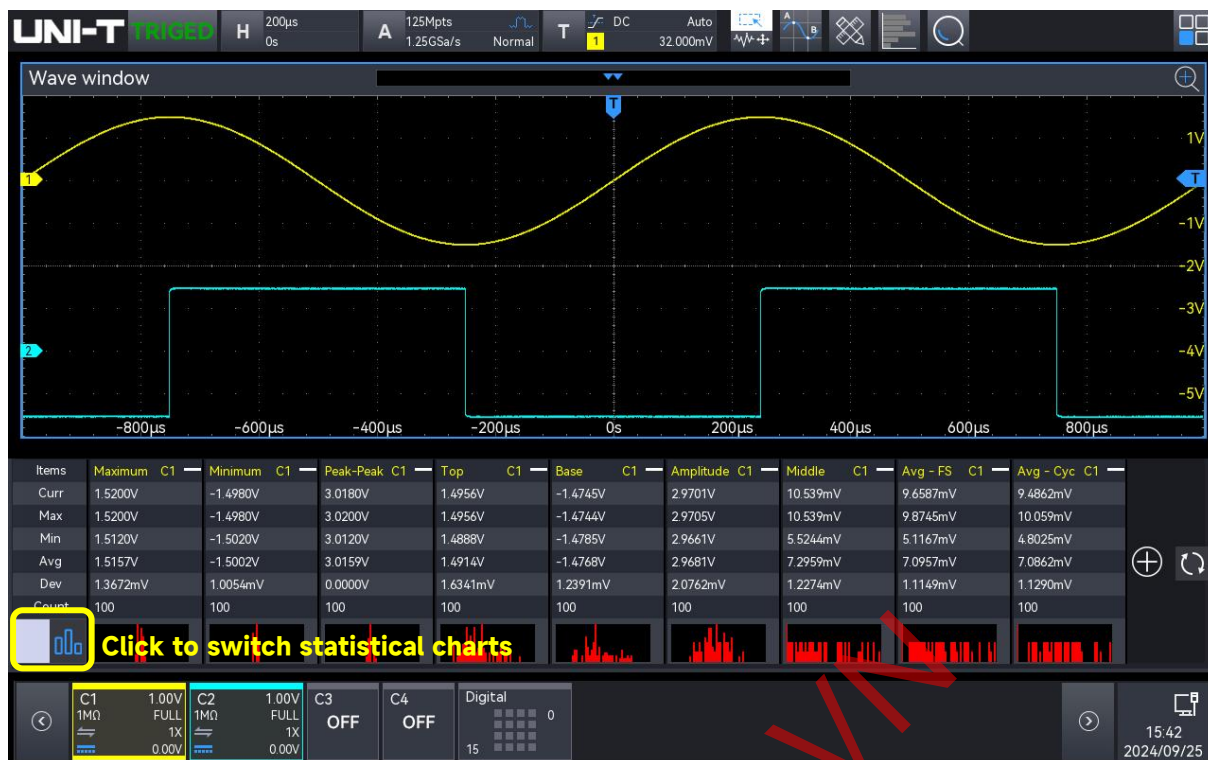 UNI-T TRIGED H 200μs 0s A 125Mpts 1.25GSa/s Normal T DC 1 Auto 32.000mV A B
Wave window
T
1V
1 T
-1V
-2V
-3V
2 -4V
-5V
-800μs -600μs -400μs -200μs 0s 200μs 400μs 600μs 800μs
Items Maximum C1 Minimum C1 Peak-Peak C1 Top C1 Base C1 Amplitude C1 Middle C1 Avg - FS C1 Avg - Cyc C1
Curr 1.5200V -1.4980V 3.0180V 1.4956V -1.4745V 2.9701V 10.539mV 9.6587mV 9.4862mV
Max 1.5200V -1.4980V 3.0200V 1.4956V -1.4744V 2.9705V 10.539mV 9.8745mV 10.059mV
Min 1.5120V -1.5020V 3.0120V 1.4888V -1.4785V 2.9661V 5.5244mV 5.1167mV 4.8025mV
Avg 1.5157V -1.5002V 3.0159V 1.4914V -1.4768V 2.9681V 7.2959mV 7.0957mV 7.0862mV
Dev 1.3672mV 1.0054mV 0.0000V 1.6341mV 1.2391mV 2.0762mV 1.2274mV 1.1149mV 1.1290mV
Count 100 100 100 100 100 100 100 100 100
Click to switch statistical charts
C1 1.00V C2 1.00V C3 C4 Digital
1MΩ FULL 1MΩ FULL OFF OFF 0
1X 1X
0.00V 0.00V 15
15:42
2024/09/25
VN